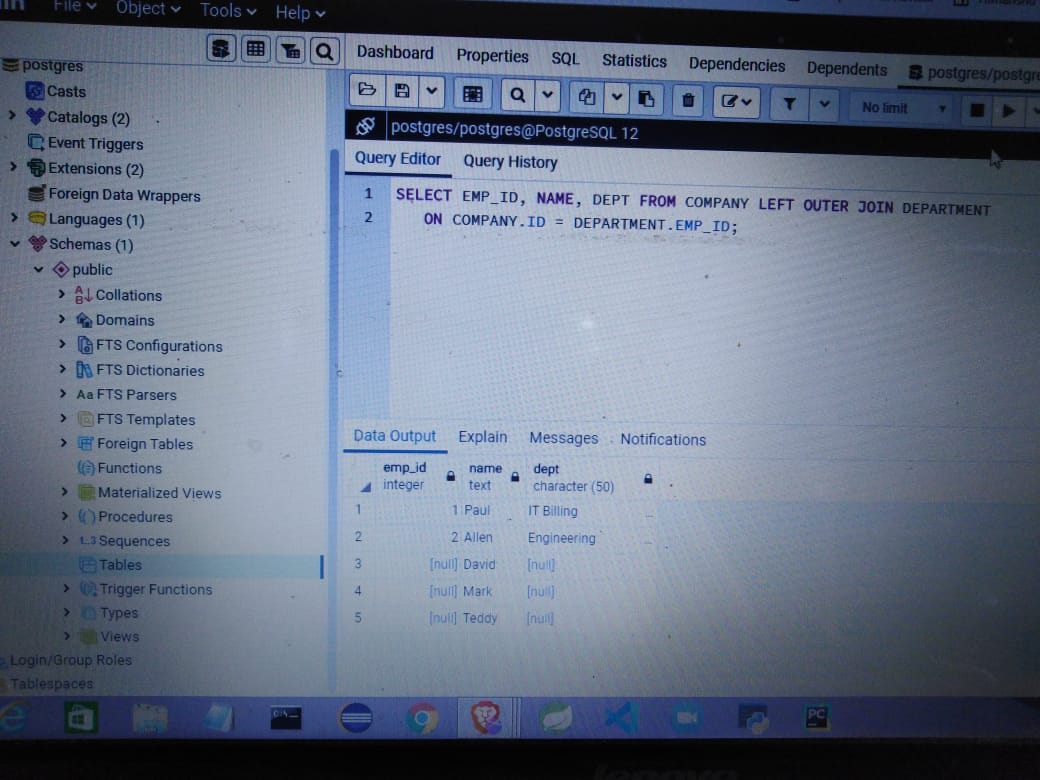 File Object Tools Help
postgres
Casts
Catalogs (2)
Event Triggers
Extensions (2)
Foreign Data Wrappers
Languages (1)
Schemas (1)
public
Collations
Domains
FTS Configurations
FTS Dictionaries
Aa FTS Parsers
FTS Templates
Foreign Tables
Functions
Materialized Views
Procedures
1..3 Sequences
Tables
Trigger Functions
Types
Views
Login/Group Roles
Tablespaces
Dashboard Properties SQL Statistics Dependencies Dependents postgres/postgre
No limit
postgres/postgres@PostgreSQL 12
Query Editor Query History
1 SELECT EMP_ID, NAME, DEPT FROM COMPANY LEFT OUTER JOIN DEPARTMENT
2 ON COMPANY.ID = DEPARTMENT.EMP_ID;
Data Output Explain Messages Notifications
emp_id name dept
integer text character (50)
1 1 Paul IT Billing ...
2 2 Allen Engineering ...
3 [null] David [null]
4 [null] Mark [null]
5 [null] Teddy [null]
PC